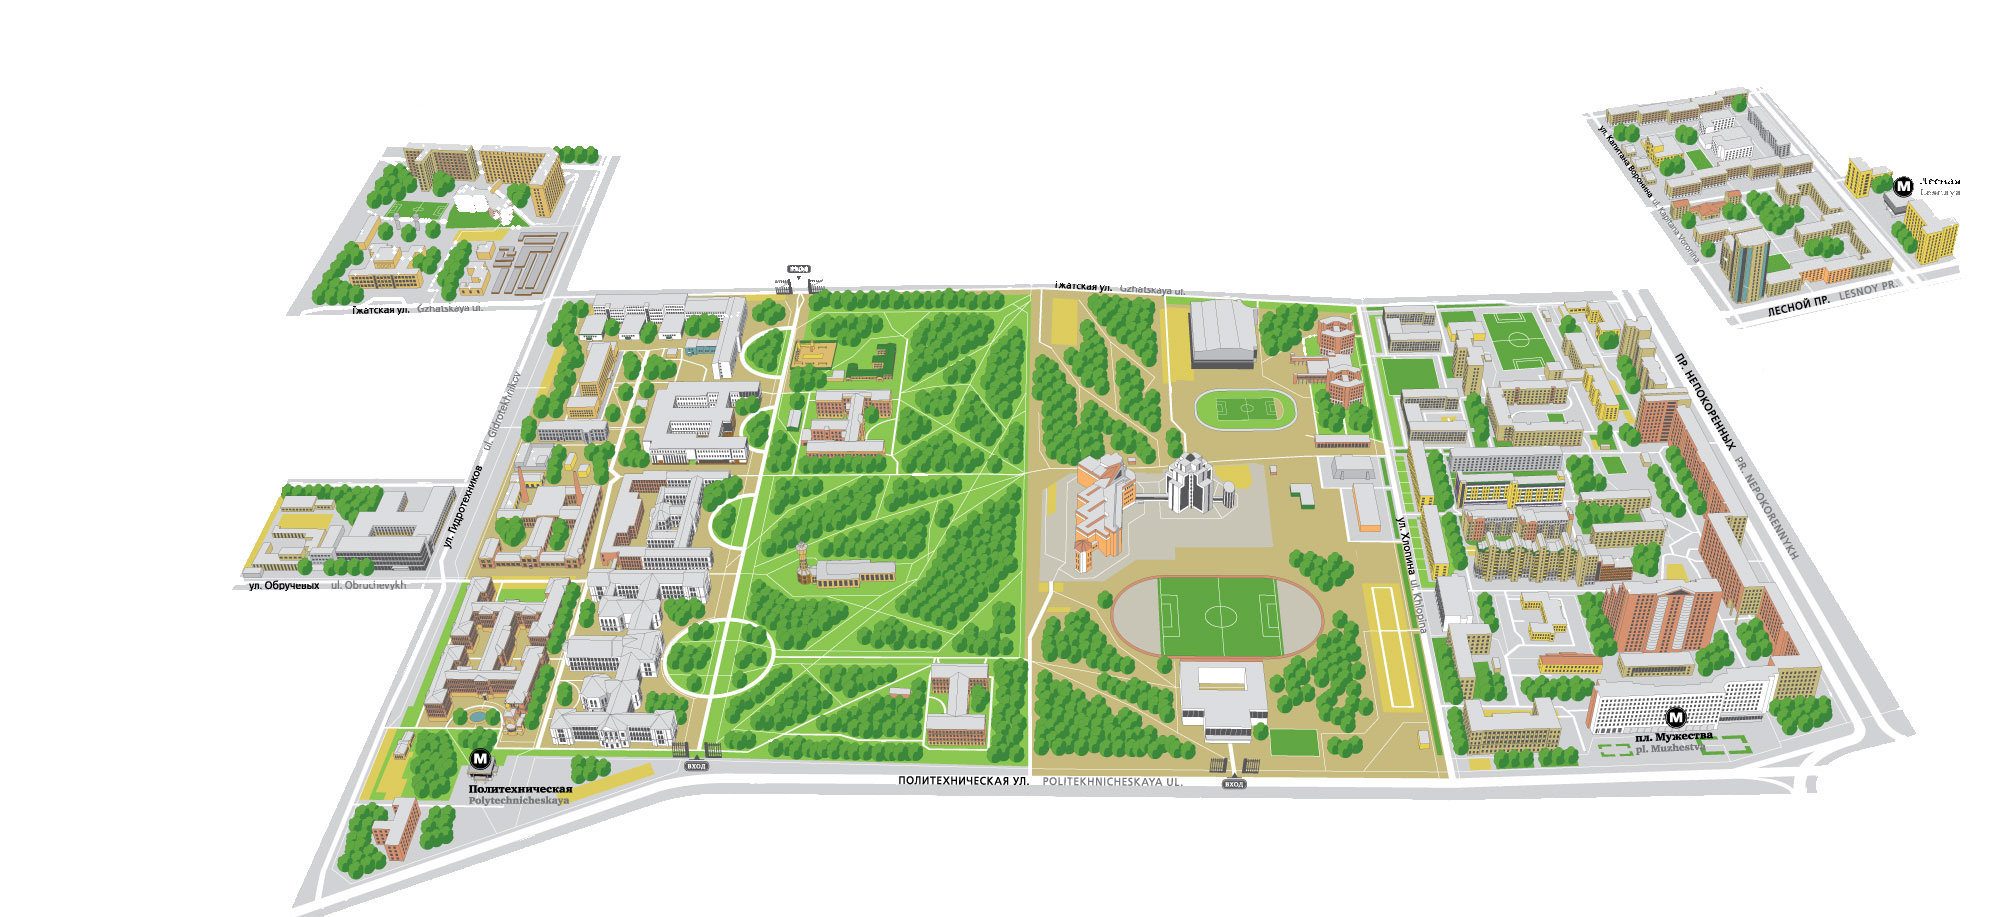 М
Лесная
Lesnaya
ул. Капитана Воронина ul. Kapitana Voronina
ЛЕСНОЙ ПР. LESNOY PR.
Гжатская ул. Gzhatskaya ul.
Гжатская ул. Gzhatskaya ul.
ПР. НЕПОКОРЕННЫХ PR. NEPOKORENNYKH
ул. Гидротехников ul. Gidrotekhnikov
ул. Хлопина ul. Khlopina
ул. Обручевых ul. Obruchevykh
М
пл. Мужества
pl. Muzhestva
М
Политехническая
Polytechnicheskaya
ВХОД
ПОЛИТЕХНИЧЕСКАЯ УЛ. POLITEKHNICHESKAYA UL.
ВХОД